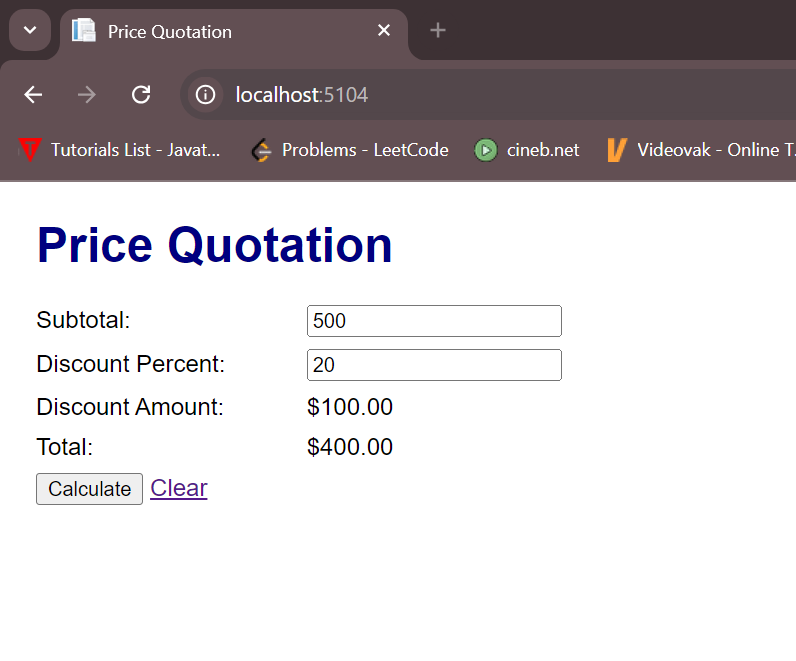 Price Quotation
localhost:5104
Tutorials List - Javat... Problems - LeetCode cineb.net Videovak - Online T
Price Quotation
Subtotal: 500
Discount Percent: 20
Discount Amount: $100.00
Total: $400.00
Calculate Clear